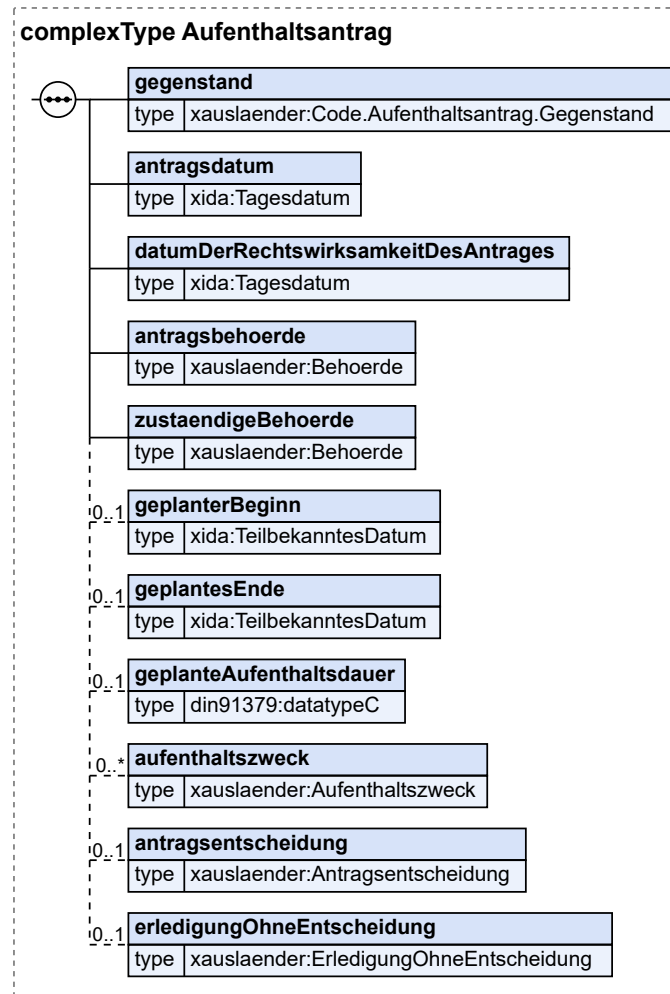 complexType Aufenthaltsantrag
gegenstand
type xauslaender:Code.Aufenthaltsantrag.Gegenstand
antragsdatum
type xida:Tagesdatum
datumDerRechtswirksamkeitDesAntrages
type xida:Tagesdatum
antragsbehoerde
type xauslaender:Behoerde
zustaendigeBehoerde
type xauslaender:Behoerde
0..1 geplanterBeginn
type xida:TeilbekanntesDatum
0..1 geplantesEnde
type xida:TeilbekanntesDatum
0..1 geplanteAufenthaltsdauer
type din91379:datatypeC
0..* aufenthaltszweck
type xauslaender:Aufenthaltszweck
0..1 antragsentscheidung
type xauslaender:Antragsentscheidung
0..1 erledigungOhneEntscheidung
type xauslaender:ErledigungOhneEntscheidung